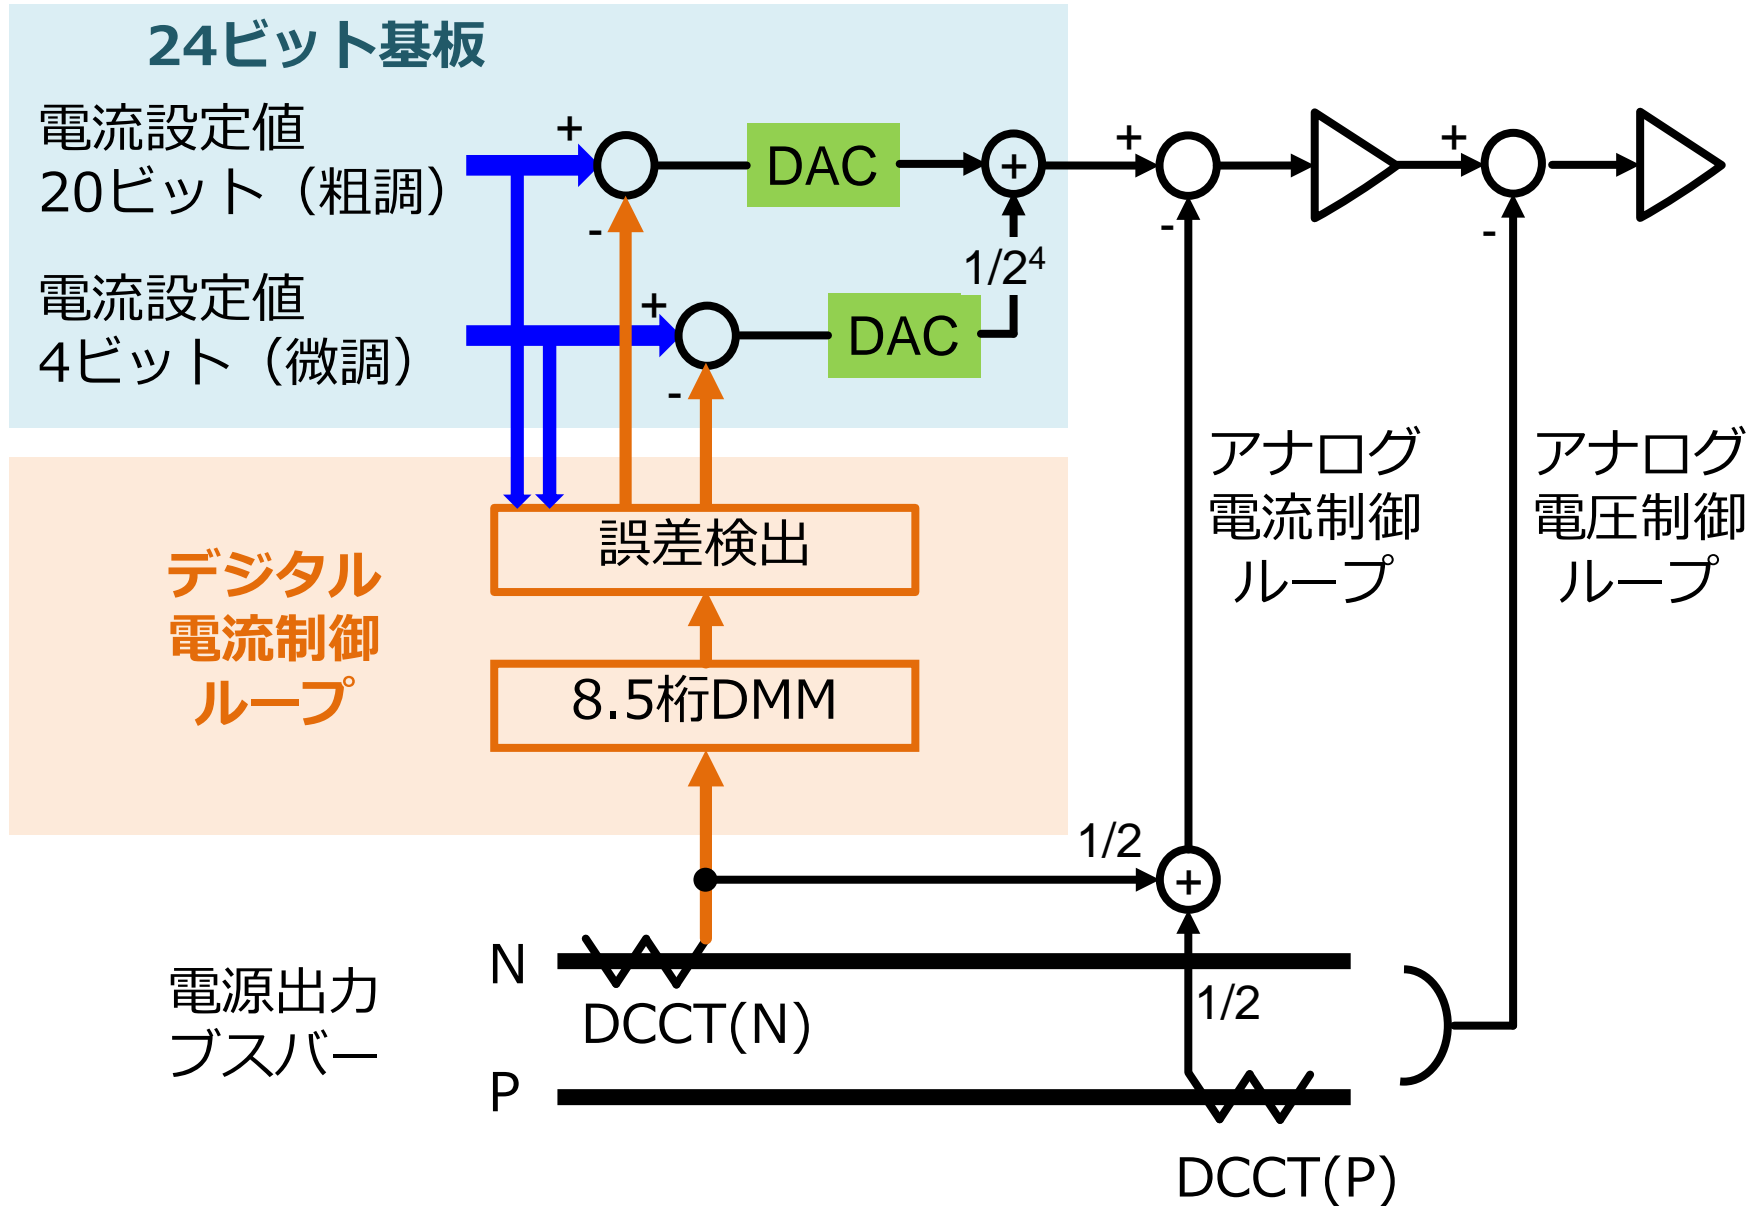 24ビット基板
電流設定値
20ビット（粗調）
+
-
DAC
+
+
-
+
-
電流設定値
4ビット（微調）
+
-
DAC
1/2⁴
アナログ
電流制御
ループ
アナログ
電圧制御
ループ
デジタル
電流制御
ループ
誤差検出
8.5桁DMM
1/2
+
電源出力
ブスバー
N
DCCT(N)
1/2
P
DCCT(P)